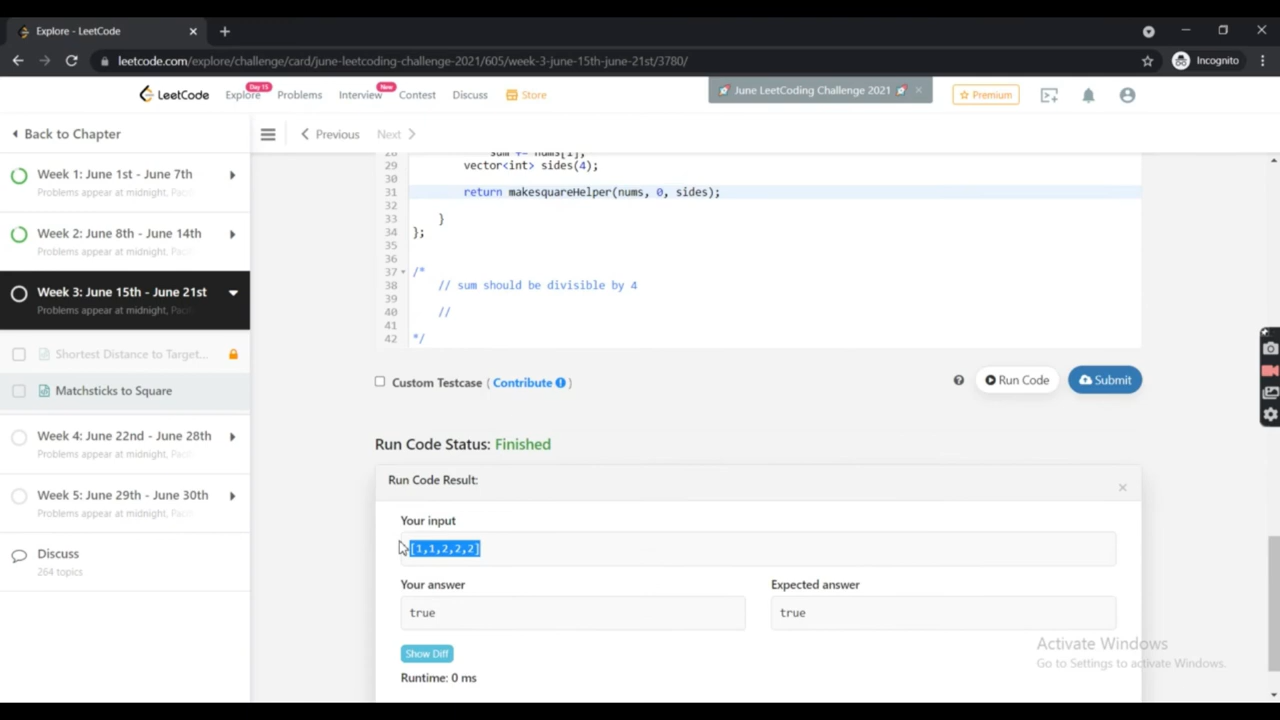 Explore - LeetCode
leetcode.com/explore/challenge/card/june-leetcoding-challenge-2021/605/week-3-june-15th-june-21st/3780/
Incognito
LeetCode
Explore
Day 15
Problems
Interview
New
Contest
Discuss
Store
June LeetCoding Challenge 2021
Premium
Back to Chapter
Previous
Next
Week 1: June 1st - June 7th
Problems appear at midnight,
Week 2: June 8th - June 14th
Problems appear at midnight,
Week 3: June 15th - June 21st
Problems appear at midnight,
Shortest Distance to Target...
Matchsticks to Square
Week 4: June 22nd - June 28th
Problems appear at midnight,
Week 5: June 29th - June 30th
Problems appear at midnight,
Discuss
264 topics
28 sum += nums[i];
29 vector<int> sides(4);
30
31 return makesquareHelper(nums, 0, sides);
32
33 }
34 };
35
36
37 /*
38 // sum should be divisible by 4
39
40 //
41
42 */
Custom Testcase ( Contribute )
Run Code
Submit
Run Code Status: Finished
Run Code Result:
Your input
[1,1,2,2,2]
Your answer
true
Expected answer
true
Show Diff
Runtime: 0 ms
Activate Windows
Go to Settings to activate Windows.